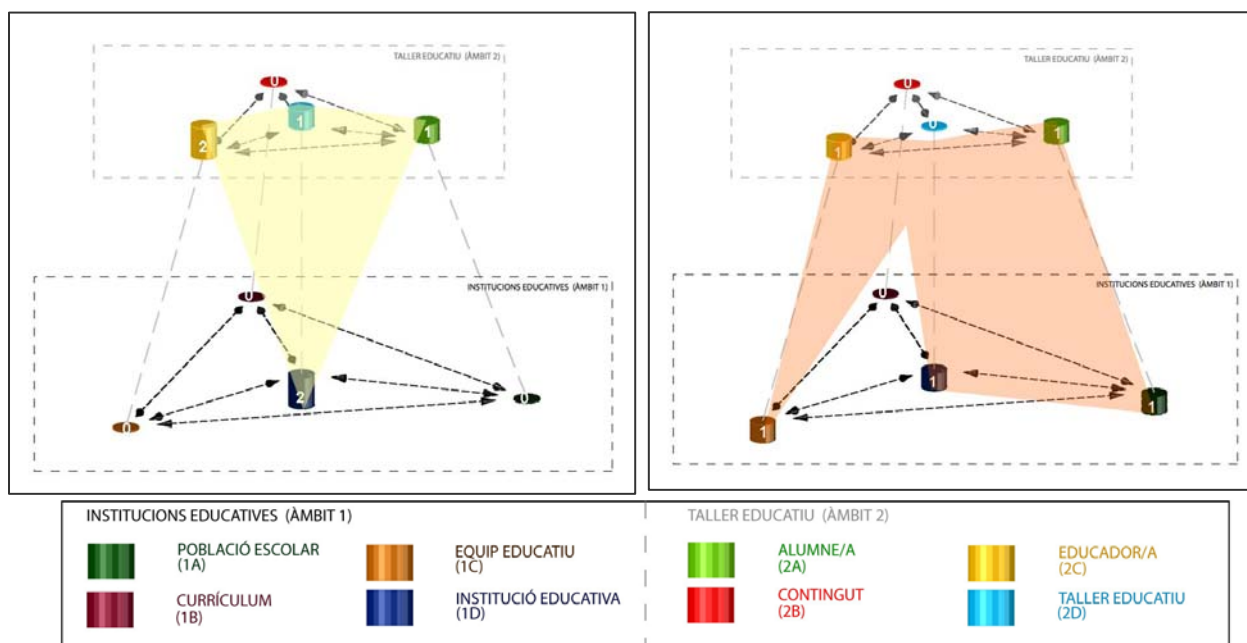 TALLER EDUCATIU (ÀMBIT 2)
0
1
2
1
INSTITUCIONS EDUCATIVES (ÀMBIT 1)
0
2
0
0
TALLER EDUCATIU (ÀMBIT 2)
0
0
1
1
INSTITUCIONS EDUCATIVES (ÀMBIT 1)
0
1
1
1
INSTITUCIONS EDUCATIVES (ÀMBIT 1)
POBLACIÓ ESCOLAR
(1A)
EQUIP EDUCATIU
(1C)
CURRÍCULUM
(1B)
INSTITUCIÓ EDUCATIVA
(1D)
TALLER EDUCATIU (ÀMBIT 2)
ALUMNE/A
(2A)
EDUCADOR/A
(2C)
CONTINGUT
(2B)
TALLER EDUCATIU
(2D)